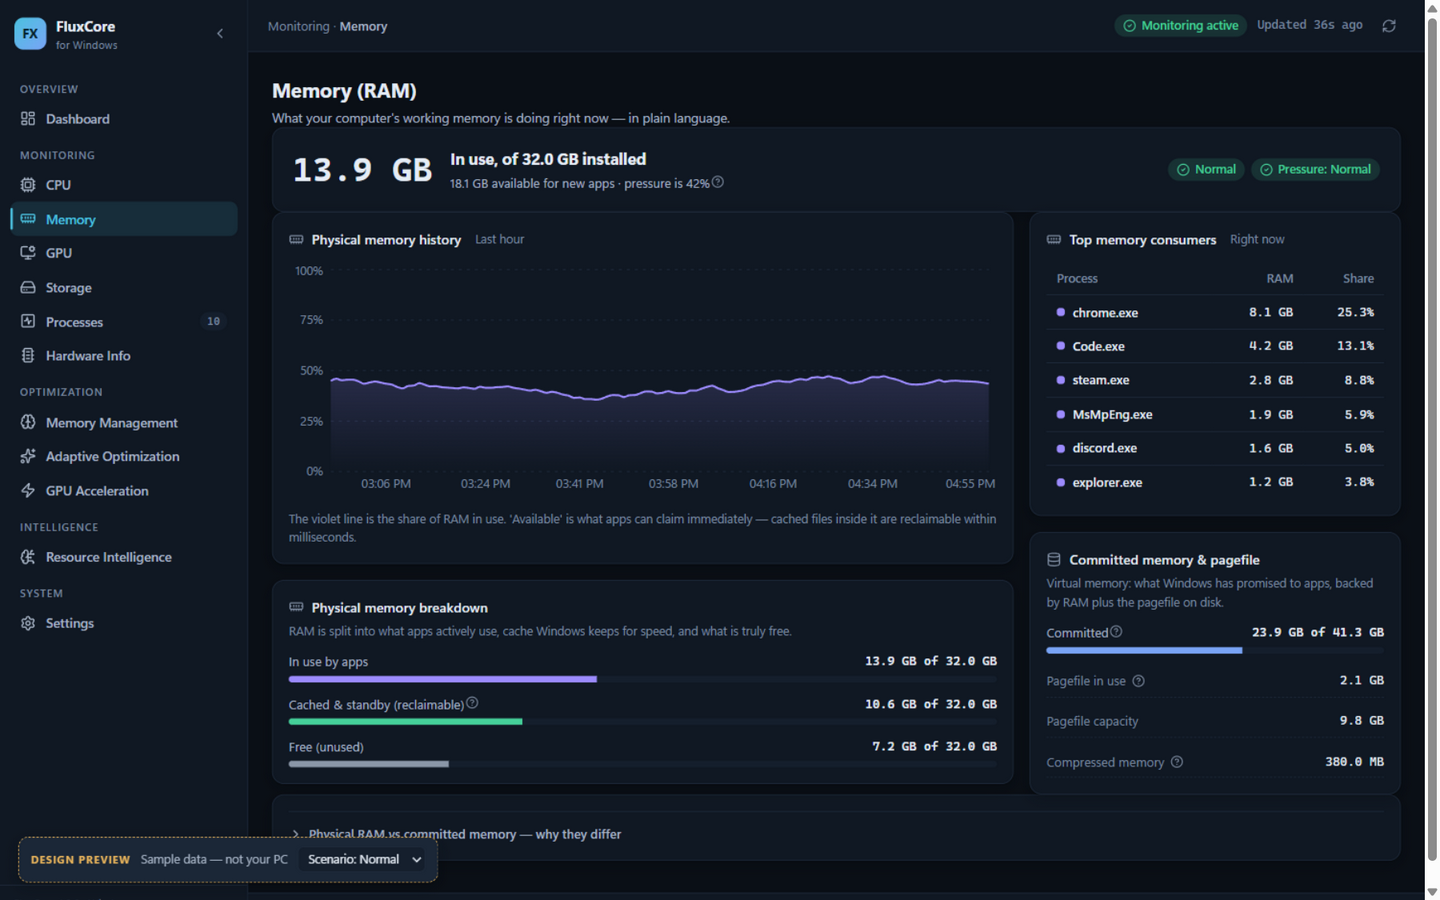 FX
FluxCore
for Windows
OVERVIEW
Dashboard
MONITORING
CPU
Memory
GPU
Storage
Processes 10
Hardware Info
OPTIMIZATION
Memory Management
Adaptive Optimization
GPU Acceleration
INTELLIGENCE
Resource Intelligence
SYSTEM
Settings
Monitoring · Memory
Monitoring active Updated 36s ago
Memory (RAM)
What your computer's working memory is doing right now — in plain language.
13.9 GB
In use, of 32.0 GB installed
18.1 GB available for new apps · pressure is 42%
Normal
Pressure: Normal
Physical memory history Last hour
100%
75%
50%
25%
0%
03:06 PM 03:24 PM 03:41 PM 03:58 PM 04:16 PM 04:34 PM 04:55 PM
The violet line is the share of RAM in use. 'Available' is what apps can claim immediately — cached files inside it are reclaimable within
milliseconds.
Top memory consumers Right now
Process RAM Share
chrome.exe 8.1 GB 25.3%
Code.exe 4.2 GB 13.1%
steam.exe 2.8 GB 8.8%
MsMpEng.exe 1.9 GB 5.9%
discord.exe 1.6 GB 5.0%
explorer.exe 1.2 GB 3.8%
Physical memory breakdown
RAM is split into what apps actively use, cache Windows keeps for speed, and what is truly free.
In use by apps 13.9 GB of 32.0 GB
Cached & standby (reclaimable) 10.6 GB of 32.0 GB
Free (unused) 7.2 GB of 32.0 GB
Committed memory & pagefile
Virtual memory: what Windows has promised to apps, backed
by RAM plus the pagefile on disk.
Committed 23.9 GB of 41.3 GB
Pagefile in use 2.1 GB
Pagefile capacity 9.8 GB
Compressed memory 380.0 MB
Physical RAM vs committed memory — why they differ
DESIGN PREVIEW Sample data — not your PC Scenario: Normal